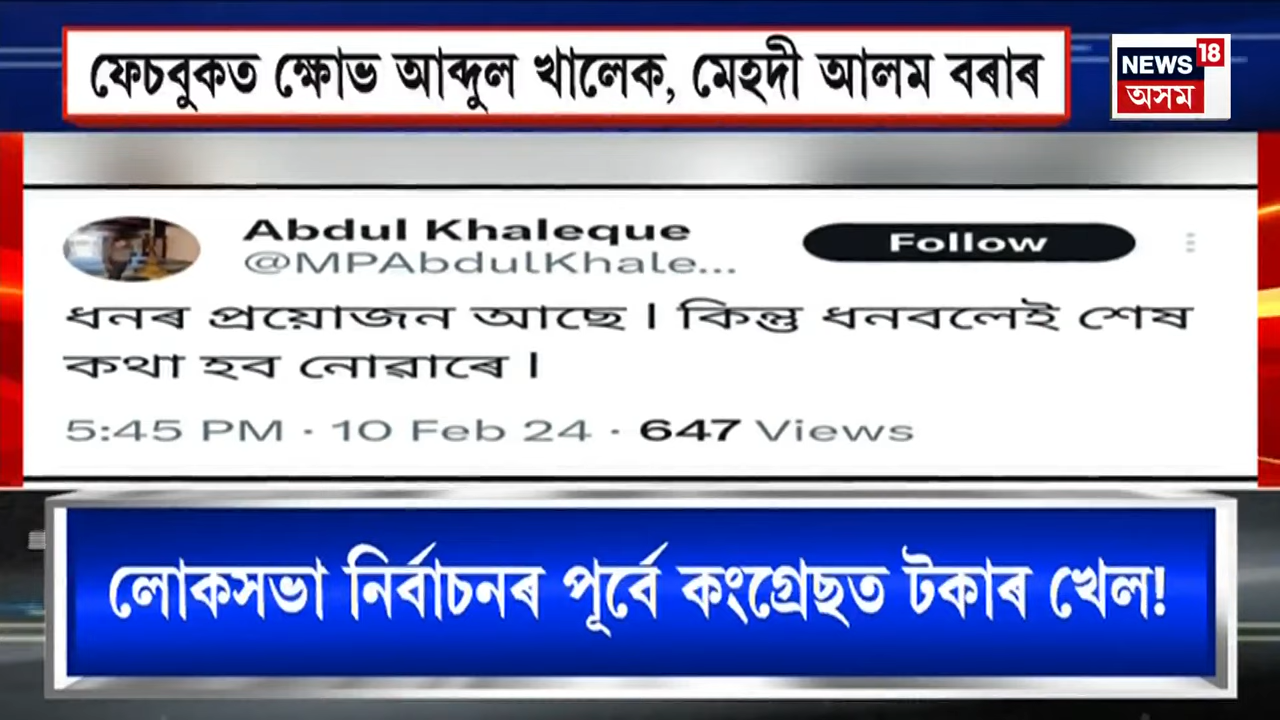 ফেচবুকত ক্ষোভ আব্দুল খালেক, মেহদী আলম বৰাৰ
NEWS 18
অসম
Abdul Khaleque
Follow
@MPAbdulKhale...
ধনৰ প্ৰয়োজন আছে । কিন্তু ধনবলেই শেষ
কথা হব নোৱাৰে ।
5:45 PM · 10 Feb 24 · 647 Views
লোকসভা নিৰ্বাচনৰ পূৰ্বে কংগ্ৰেছত টকাৰ খেল!